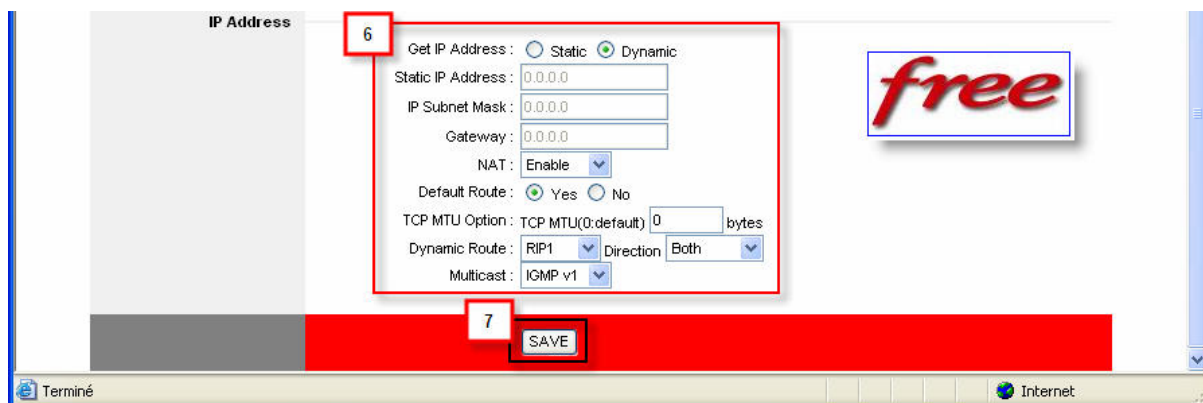 IP Address
6
Get IP Address : Static Dynamic
Static IP Address : 0.0.0.0
IP Subnet Mask : 0.0.0.0
Gateway : 0.0.0.0
NAT : Enable
Default Route : Yes No
TCP MTU Option : TCP MTU(0:default) 0 bytes
Dynamic Route : RIP1 Direction Both
Multicast : IGMP v1
free
7
SAVE
Terminé Internet